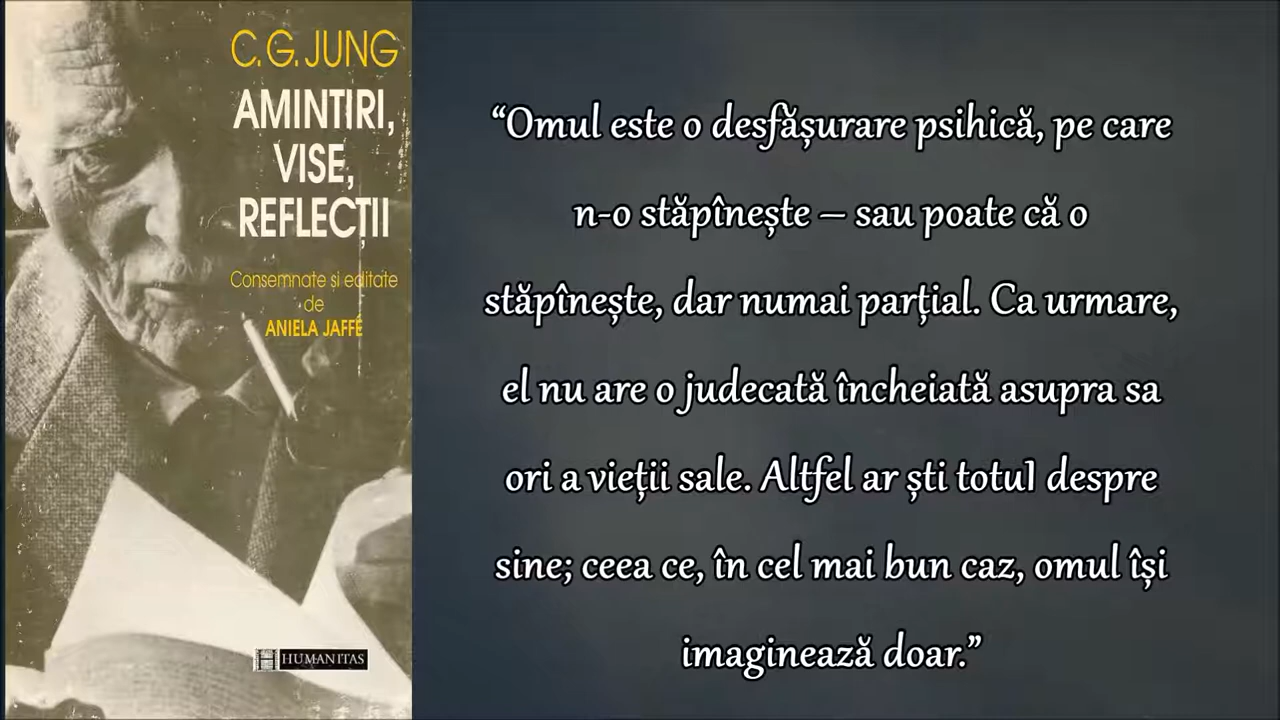 C.G. JUNG
AMINTIRI,
VISE,
REFLECȚII
Consemnate și editate
de
ANIELA JAFFÉ
HUMANITAS
“Omul este o desfășurare psihică, pe care
n-o stăpînește – sau poate că o
stăpînește, dar numai parțial. Ca urmare,
el nu are o judecată încheiată asupra sa
ori a vieții sale. Altfel ar ști totu1 despre
sine; ceea ce, în cel mai bun caz, omul își
imaginează doar.”